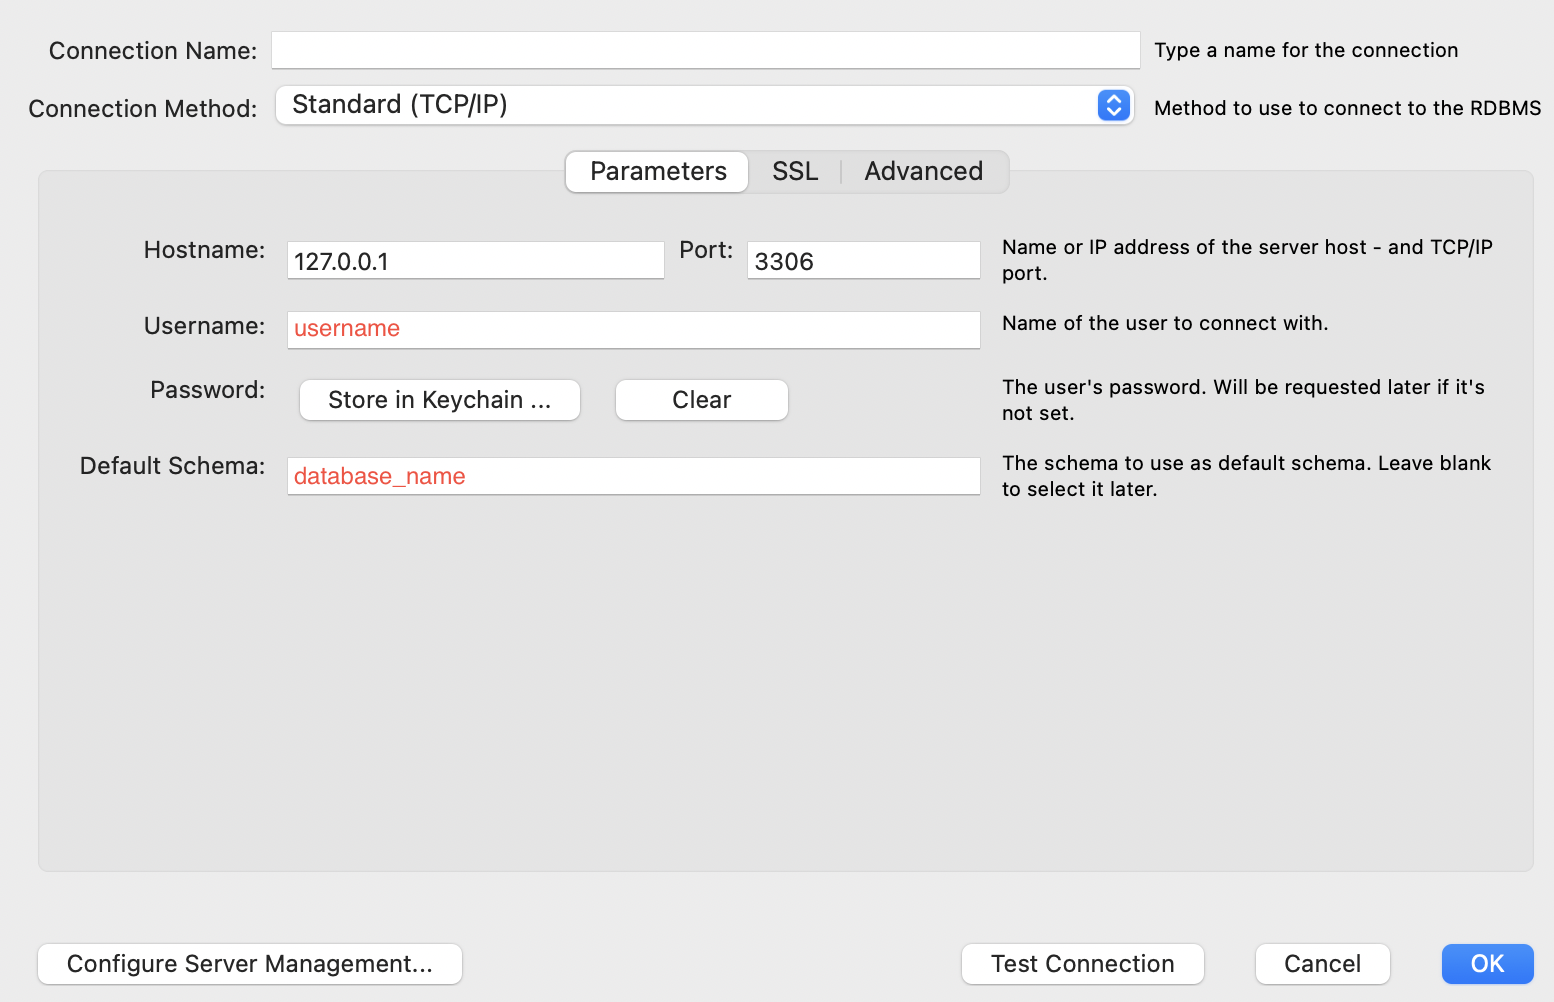 Connection Name: Type a name for the connection
Connection Method: Standard (TCP/IP) Method to use to connect to the RDBMS
Parameters SSL Advanced
Hostname: 127.0.0.1 Port: 3306 Name or IP address of the server host - and TCP/IP
port.
Username: username Name of the user to connect with.
Password: Store in Keychain ... Clear The user's password. Will be requested later if it's
not set.
Default Schema: database_name The schema to use as default schema. Leave blank
to select it later.
Configure Server Management... Test Connection Cancel OK